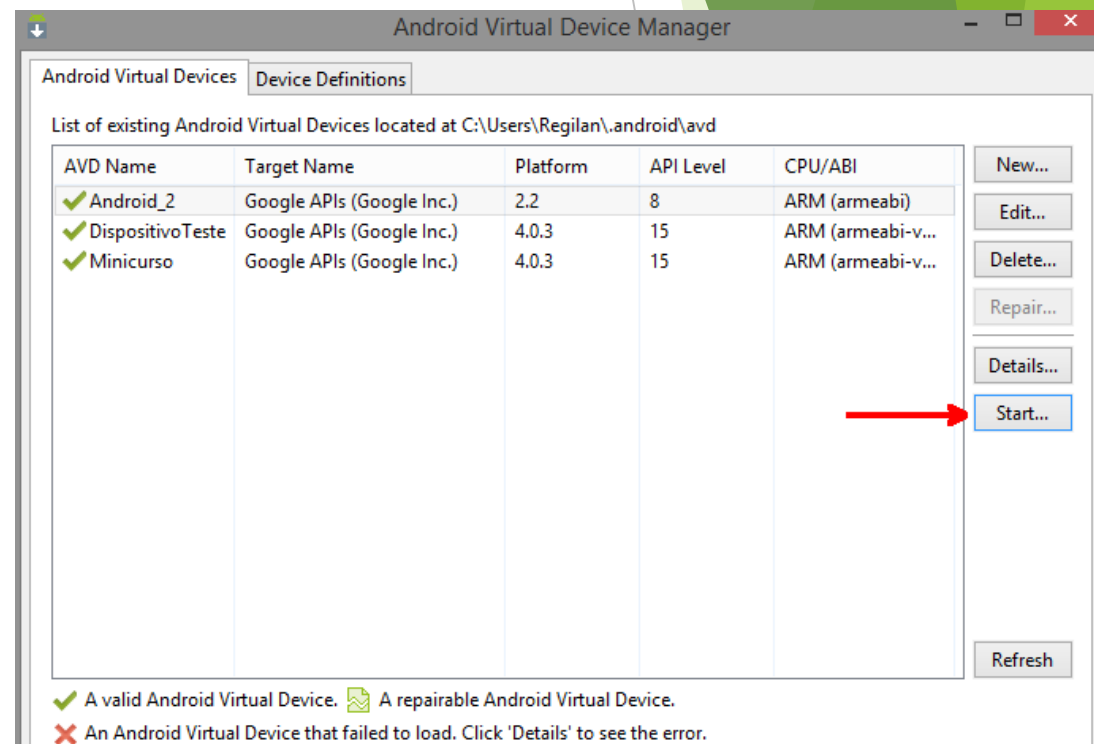 Android Virtual Device Manager
Android Virtual Devices Device Definitions
List of existing Android Virtual Devices located at C:\Users\Regilan\.android\avd
AVD Name Target Name Platform API Level CPU/ABI
Android_2 Google APIs (Google Inc.) 2.2 8 ARM (armeabi)
DispositivoTeste Google APIs (Google Inc.) 4.0.3 15 ARM (armeabi-v...
Minicurso Google APIs (Google Inc.) 4.0.3 15 ARM (armeabi-v...
New...
Edit...
Delete...
Repair...
Details...
Start...
Refresh
A valid Android Virtual Device. A repairable Android Virtual Device.
An Android Virtual Device that failed to load. Click 'Details' to see the error.